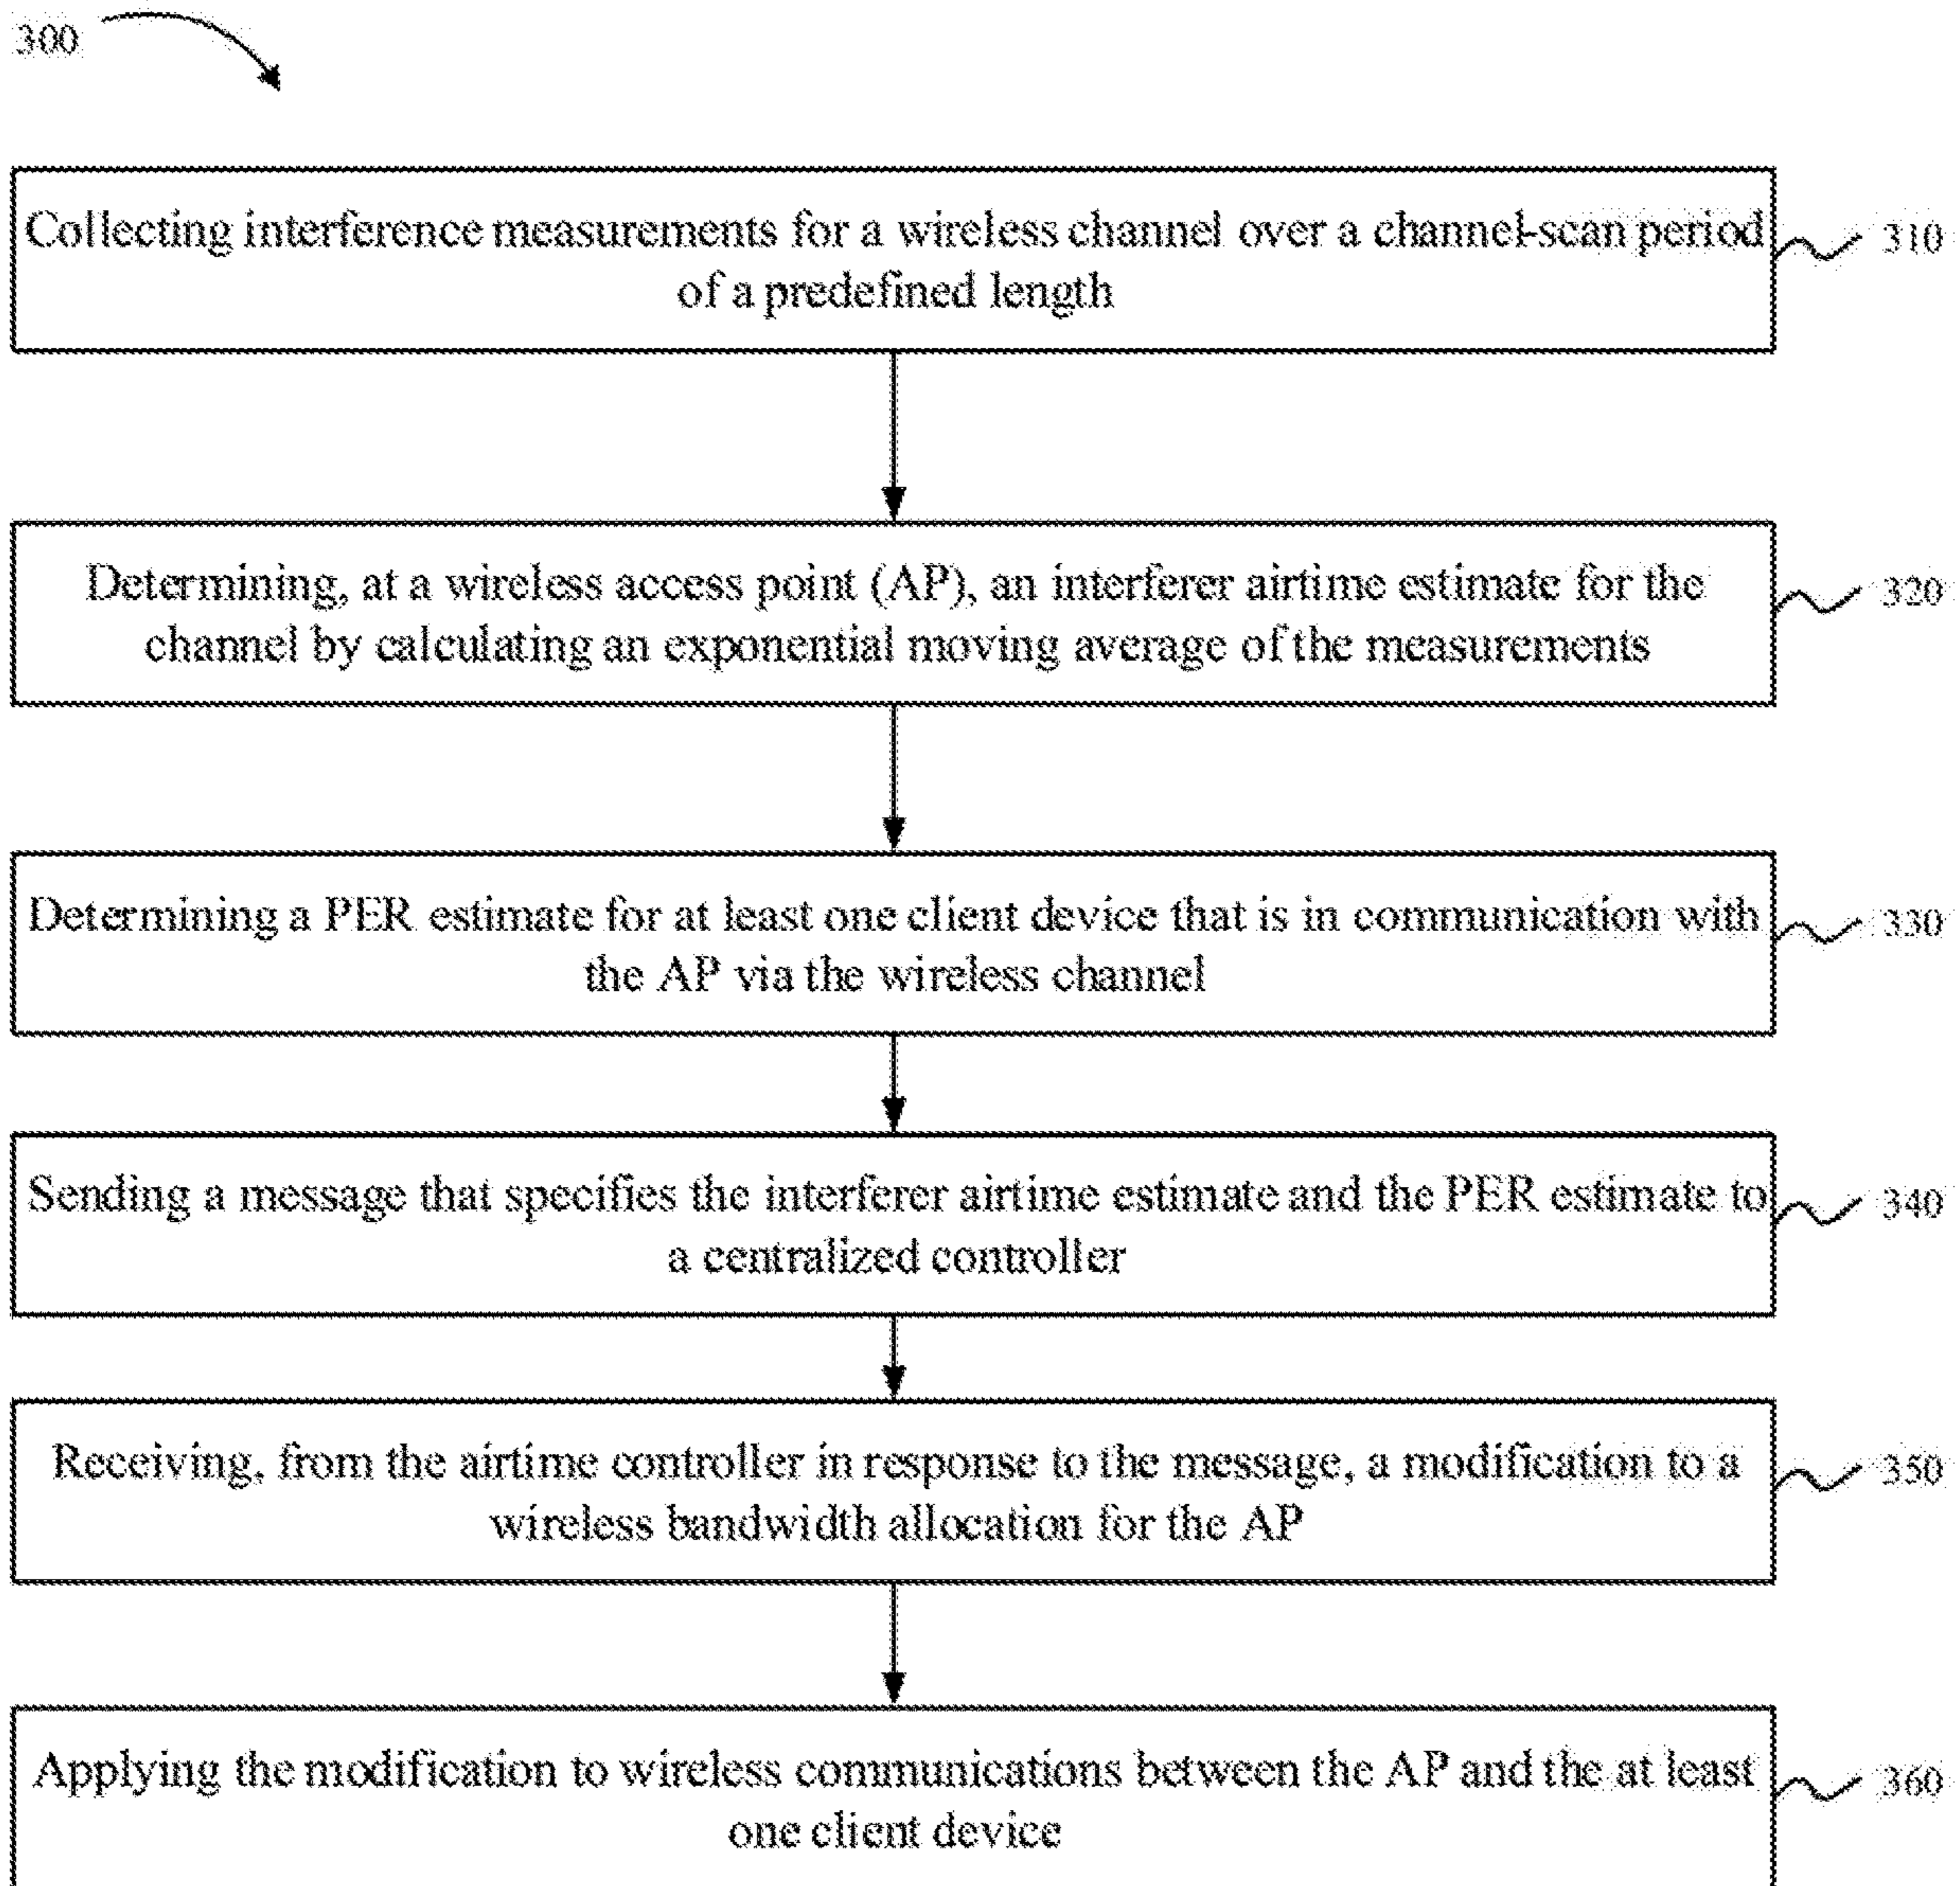 300
Collecting interference measurements for a wireless channel over a channel-scan period
of a predefined length
310
Determining, at a wireless access point (AP), an interferer airtime estimate for the
channel by calculating an exponential moving average of the measurements
320
Determining a PER estimate for at least one client device that is in communication with
the AP via the wireless channel
330
Sending a message that specifies the interferer airtime estimate and the PER estimate to
a centralized controller
340
Receiving, from the airtime controller in response to the message, a modification to a
wireless bandwidth allocation for the AP
350
Applying the modification to wireless communications between the AP and the at least
one client device
360